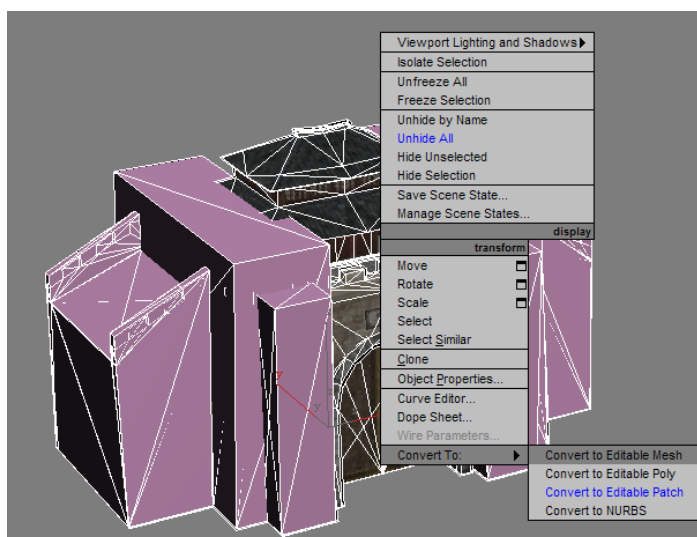 Viewport Lighting and Shadows
Isolate Selection
Unfreeze All
Freeze Selection
Unhide by Name
Unhide All
Hide Unselected
Hide Selection
Save Scene State...
Manage Scene States...
display
transform
Move
Rotate
Scale
Select
Select Similar
Clone
Object Properties...
Curve Editor...
Dope Sheet...
Wire Parameters...
Convert To:
Convert to Editable Mesh
Convert to Editable Poly
Convert to Editable Patch
Convert to NURBS
y